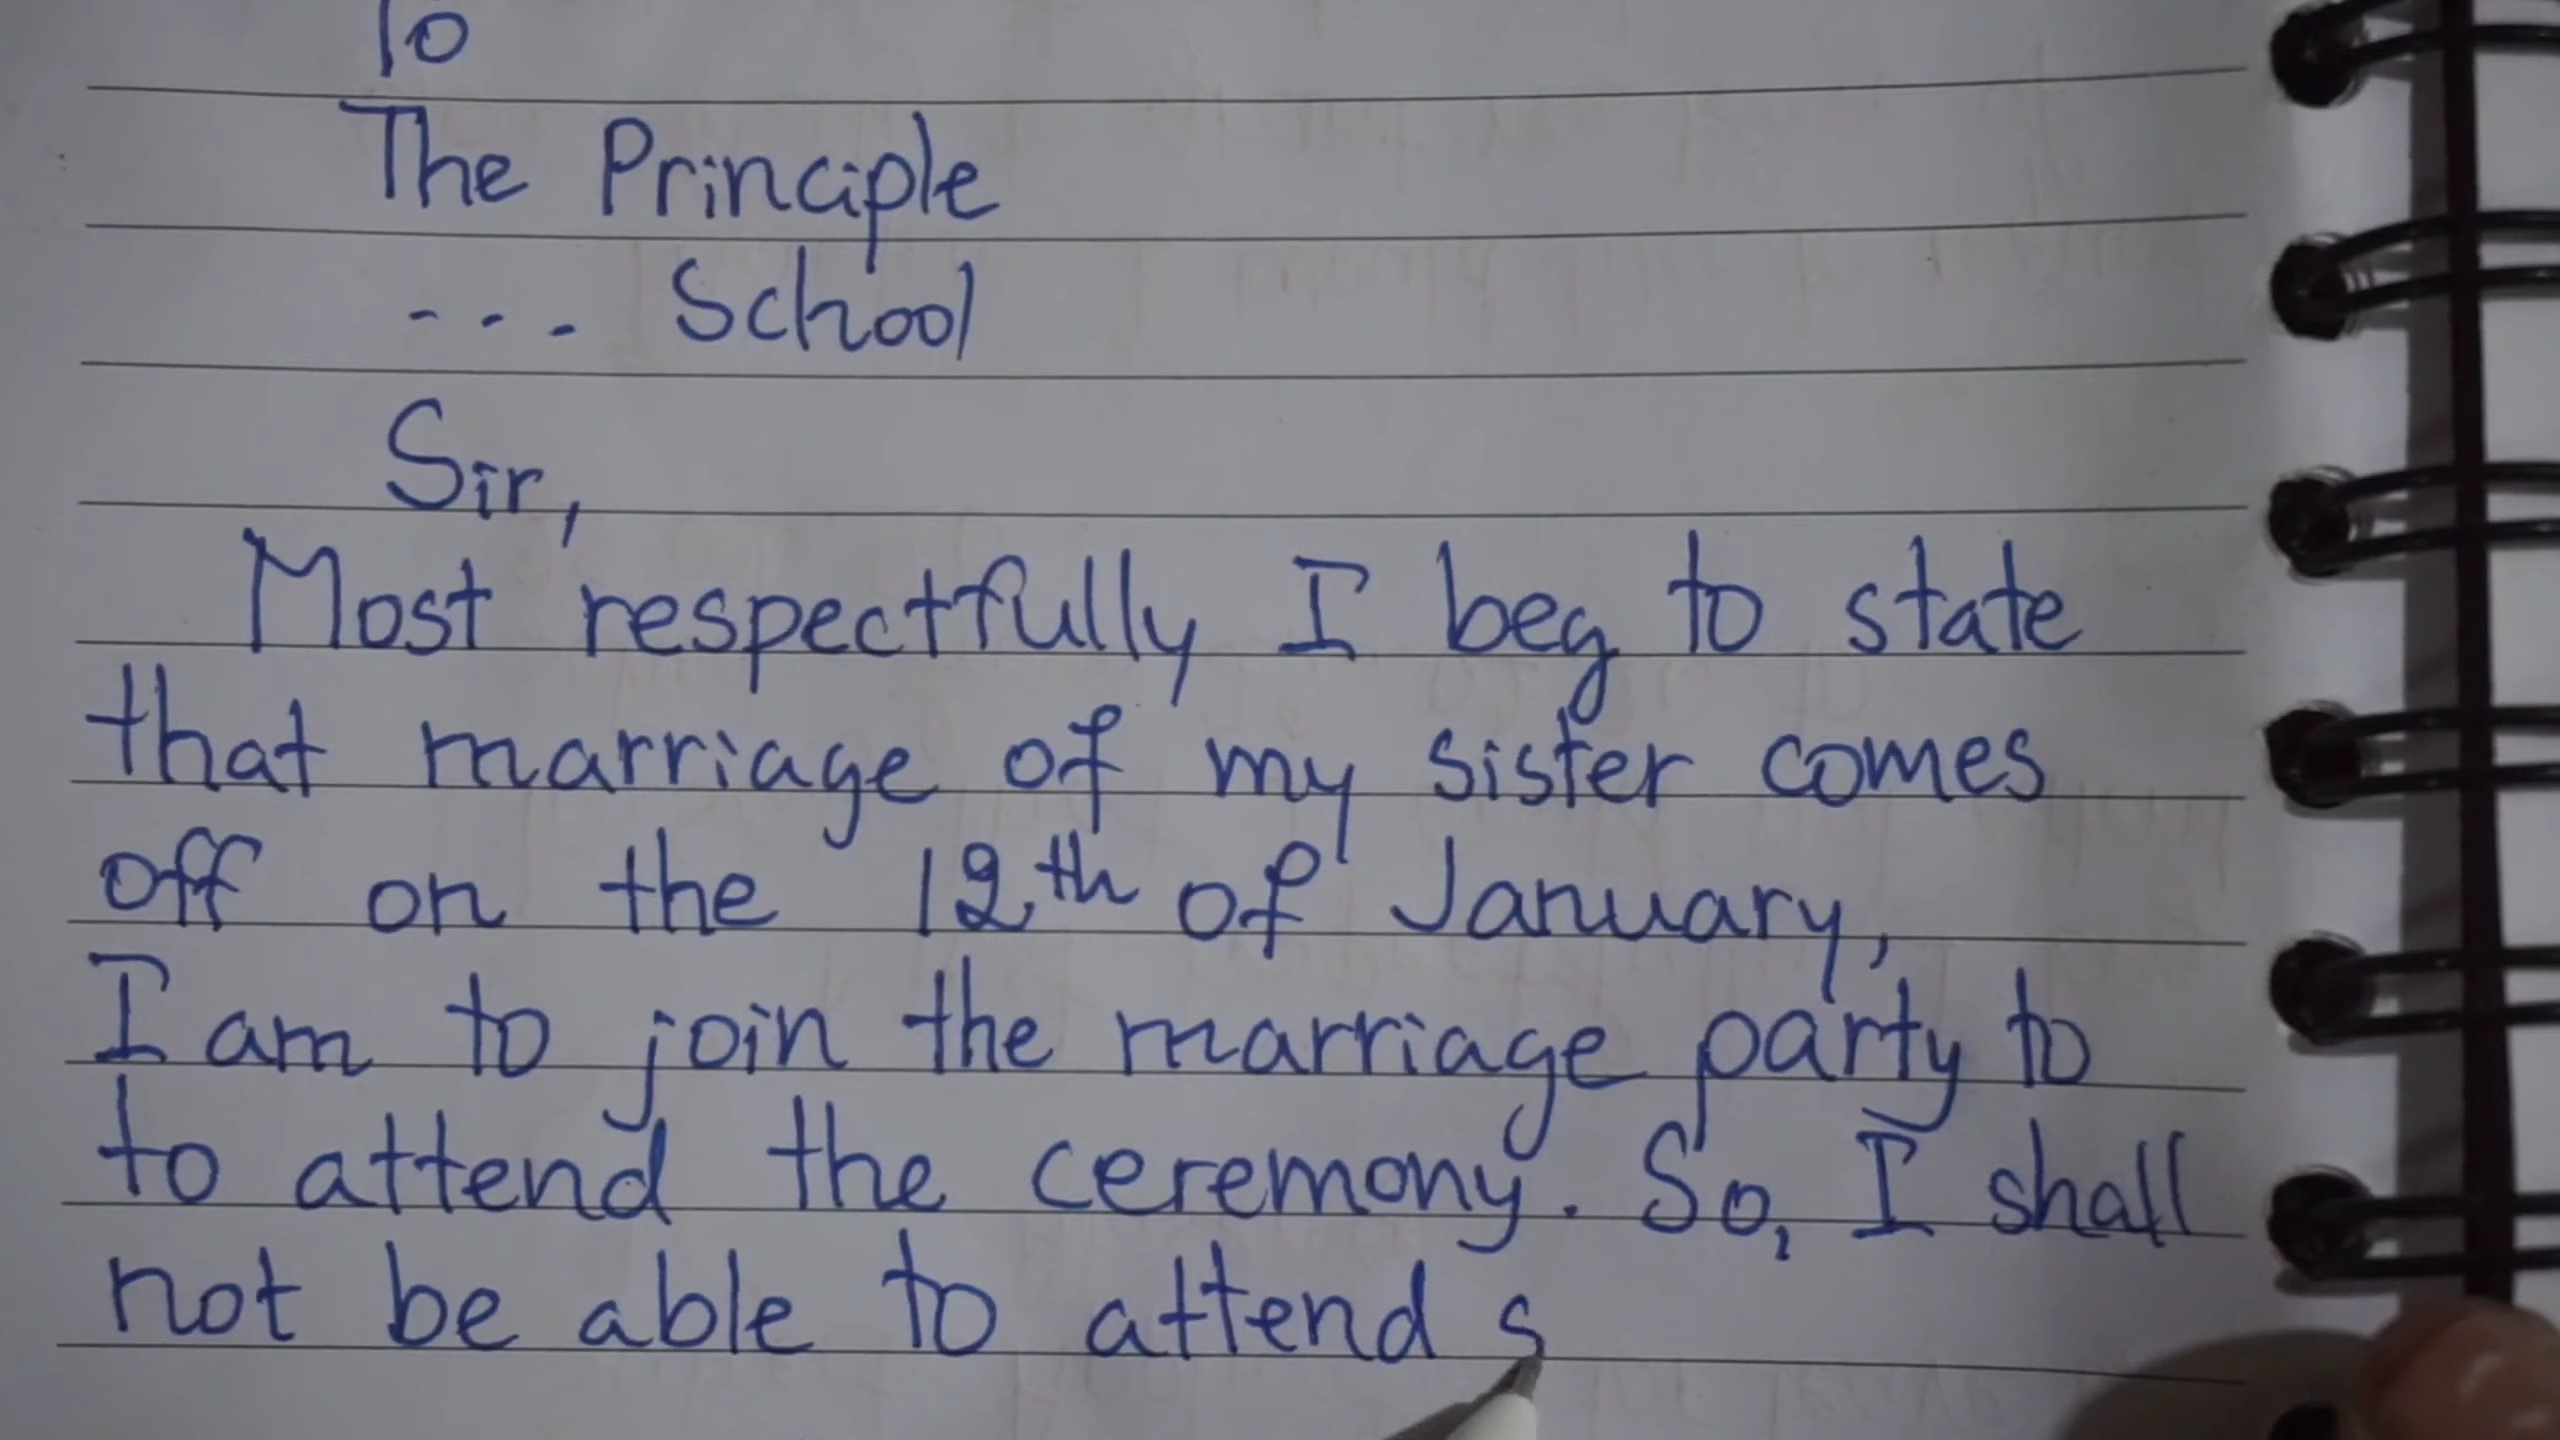 To
The Principle
... School
Sir,
Most respectfully I beg to state
that marriage of my sister comes
off on the 12th of January,
I am to join the marriage party to
to attend the ceremony. So, I shall
not be able to attend s